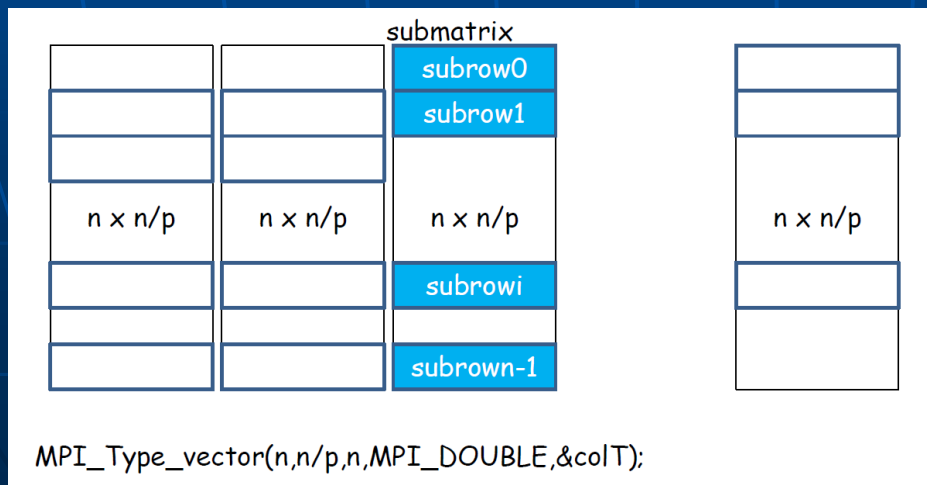 submatrix
subrow0
subrow1
n x n/p n x n/p n x n/p n x n/p
subrowi
subrown-1
MPI_Type_vector(n,n/p,n,MPI_DOUBLE,&colT);